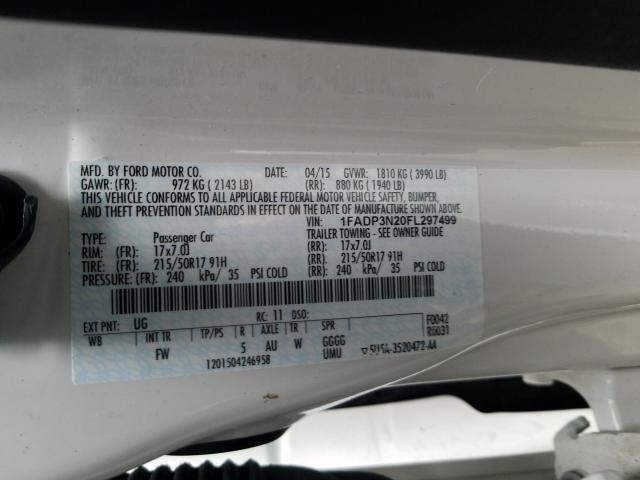 MFD. BY FORD MOTOR CO. DATE: 04/15 GVWR: 1810 KG ( 3990 LB)
GAWR: (FR): 972 KG ( 2143 LB) (RR): 880 KG ( 1940 LB)
THIS VEHICLE CONFORMS TO ALL APPLICABLE FEDERAL MOTOR VEHICLE SAFETY, BUMPER,
AND THEFT PREVENTION STANDARDS IN EFFECT ON THE DATE OF MANUFACTURE SHOWN ABOVE.
VIN: 1FADP3N20FL297499
TYPE: Passenger Car TRAILER TOWING - SEE OWNER GUIDE
RIM: (FR): 17x7.0J (RR): 17x7.0J
TIRE: (FR): 215/50R17 91H (RR): 215/50R17 91H
PRESSURE: (FR): 240 kPa/ 35 PSI COLD (RR): 240 kPa/ 35 PSI COLD
RC: 11 DSO: F0042
EXT PNT: UG R5031
WB INT TR TP/PS R AXLE TR SPR
FW 5 AU W GGGG
1201504246958 UMU 5U5A-3520472-AA